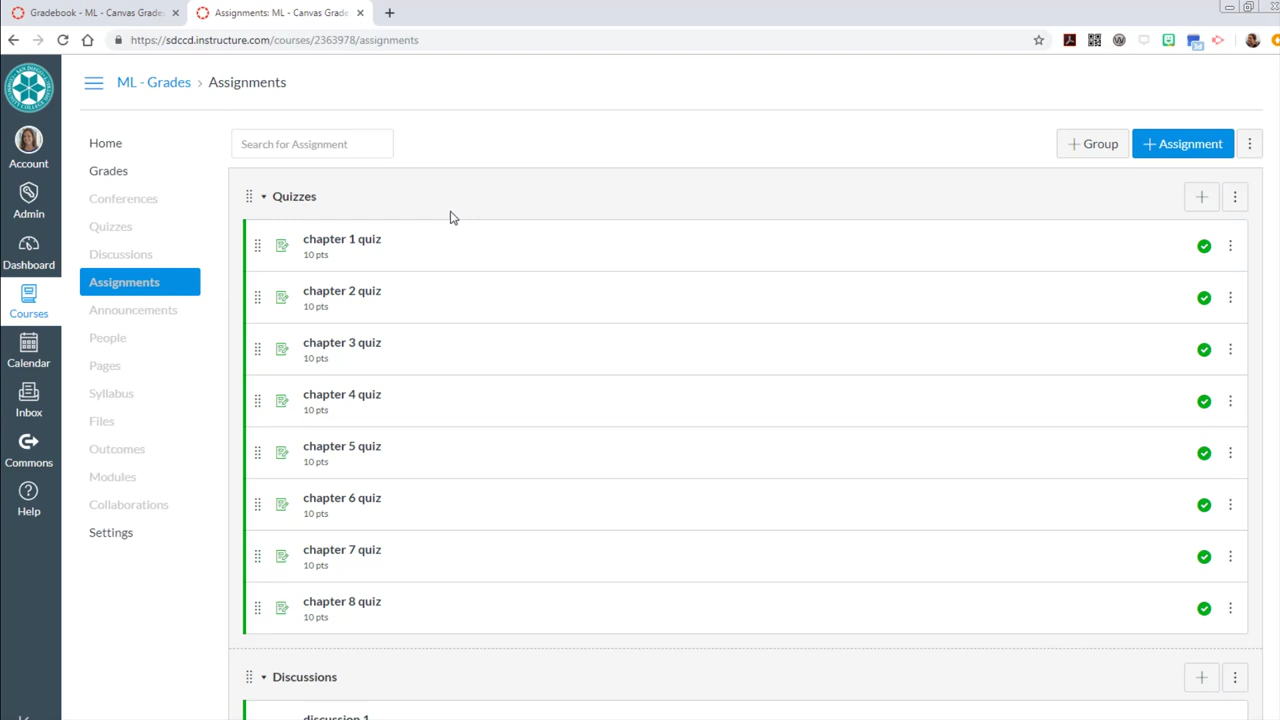 Gradebook - ML - Canvas Grades
Assignments: ML - Canvas Grade
https://sdccd.instructure.com/courses/2363978/assignments
3d
ML - Grades › Assignments
Account
Admin
Dashboard
Courses
Calendar
Inbox
Commons
Help
Home
Grades
Conferences
Quizzes
Discussions
Assignments
Announcements
People
Pages
Syllabus
Files
Outcomes
Modules
Collaborations
Settings
Search for Assignment
+ Group
+ Assignment
Quizzes
chapter 1 quiz
10 pts
chapter 2 quiz
10 pts
chapter 3 quiz
10 pts
chapter 4 quiz
10 pts
chapter 5 quiz
10 pts
chapter 6 quiz
10 pts
chapter 7 quiz
10 pts
chapter 8 quiz
10 pts
Discussions
discussion 1